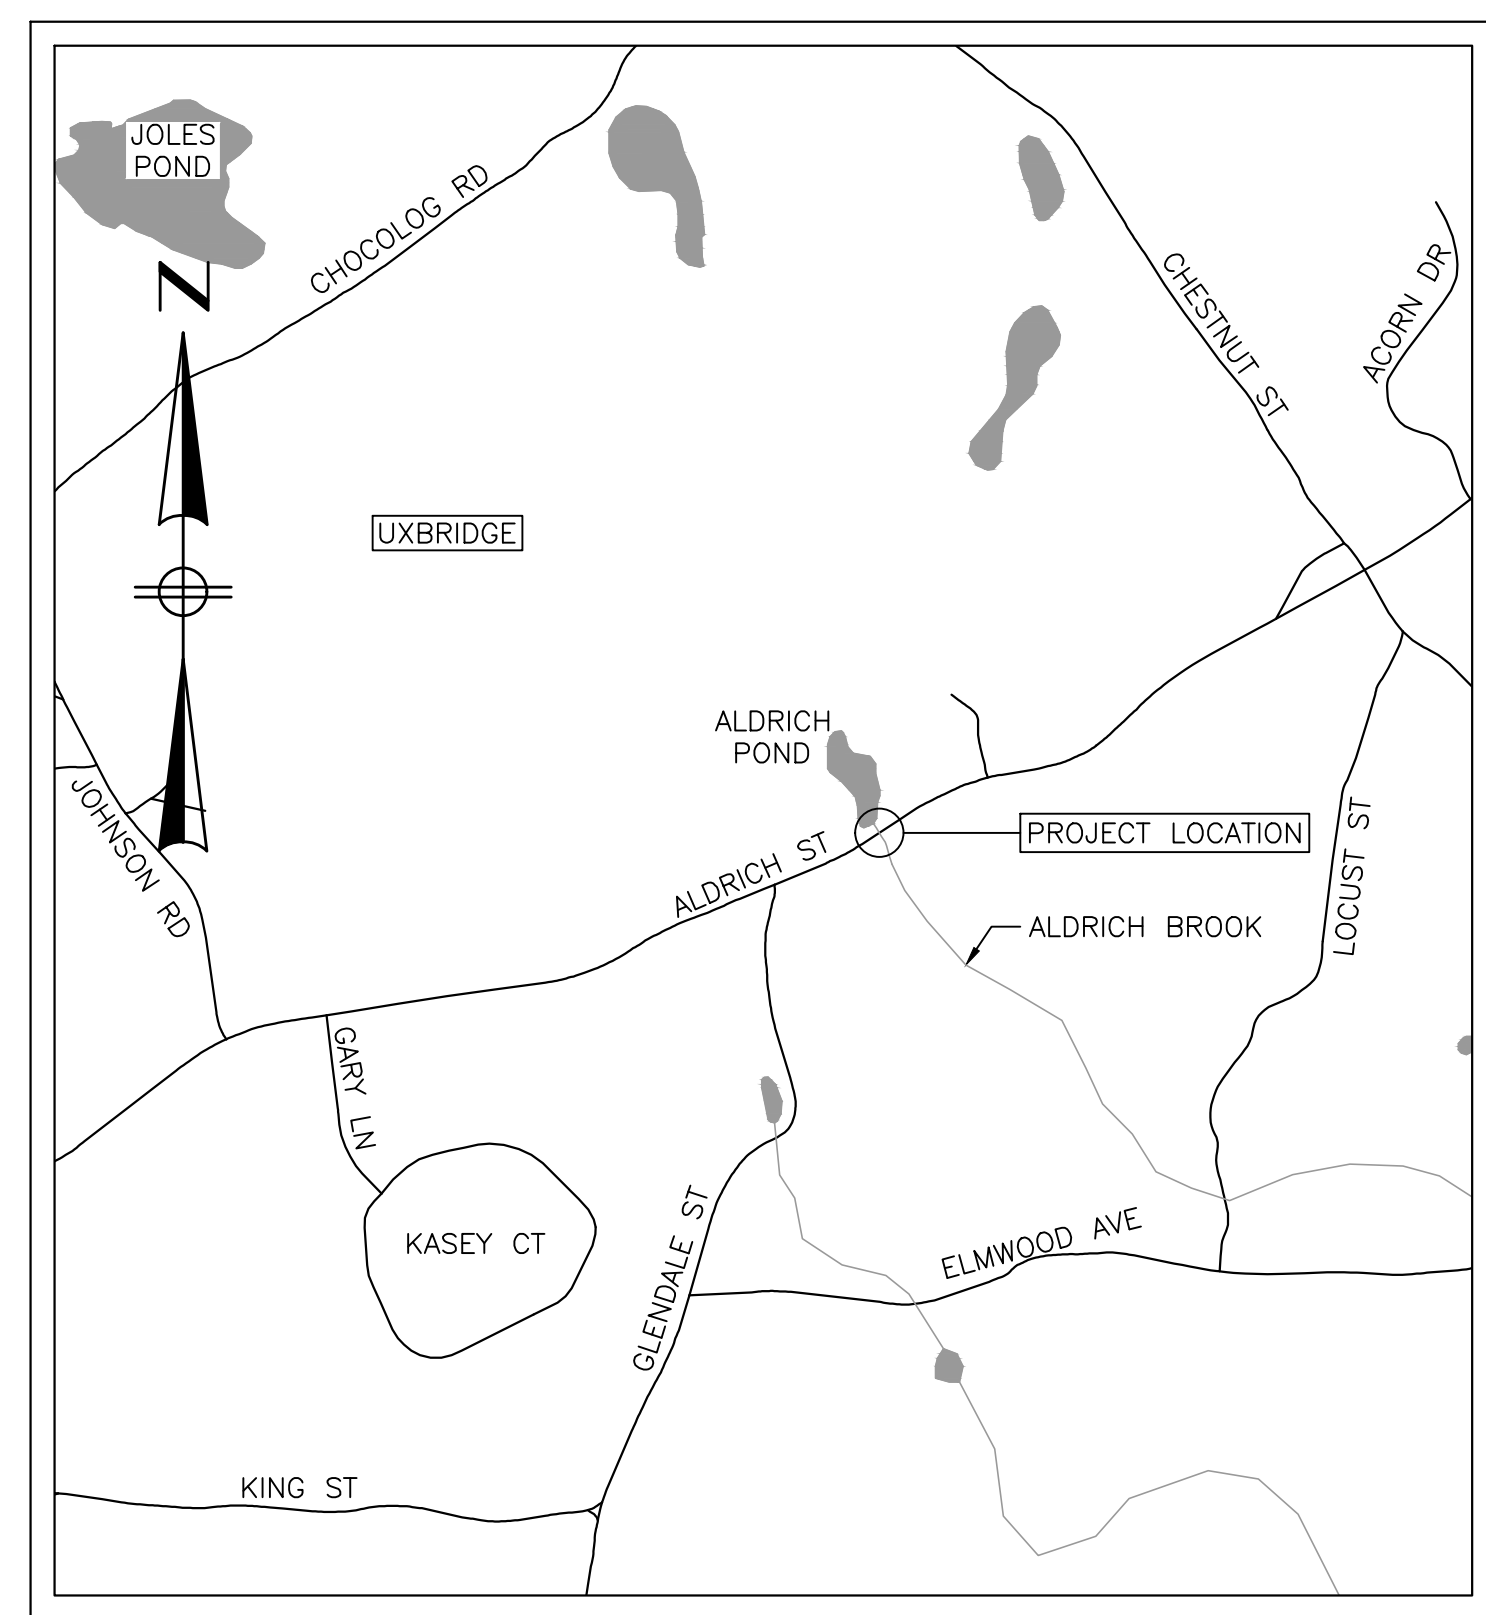 JOLES
POND
CHOCOLOG RD
N
CHESTNUT ST
ACORN DR
UXBRIDGE
ALDRICH
POND
JOHNSON RD
PROJECT LOCATION
ALDRICH ST
LOCUST ST
ALDRICH BROOK
GARY LN
KASEY CT
GLENDALE ST
ELMWOOD AVE
KING ST